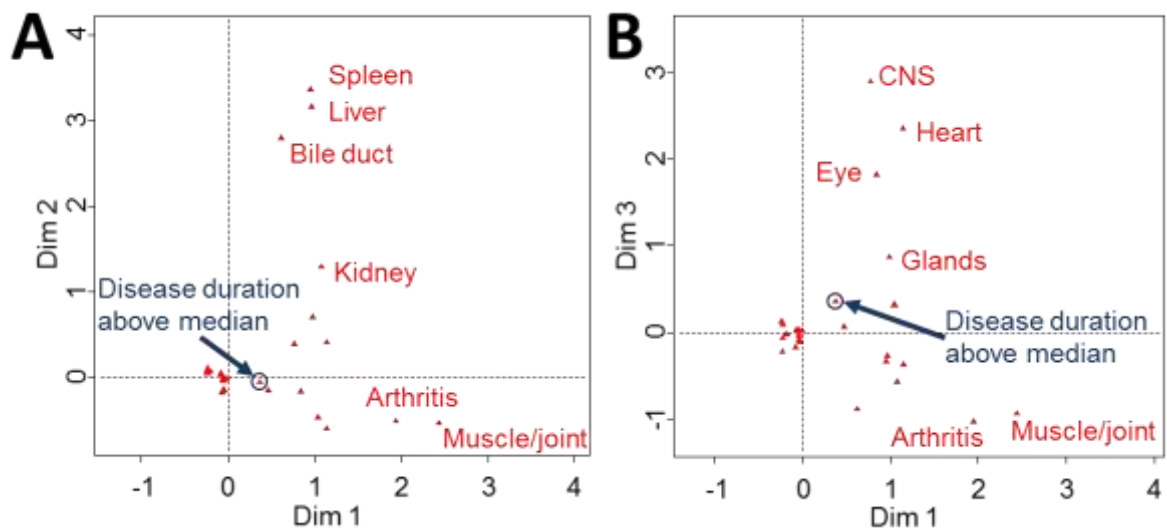 A
4
3
2
1
0
Dim 2
Spleen
Liver
Bile duct
Kidney
Disease duration
above median
Arthritis
Muscle/joint
-1 0 1 2 3 4
Dim 1
B
3
2
1
0
-1
Dim 3
CNS
Heart
Eye
Glands
Disease duration
above median
Arthritis
Muscle/joint
-1 0 1 2 3 4
Dim 1